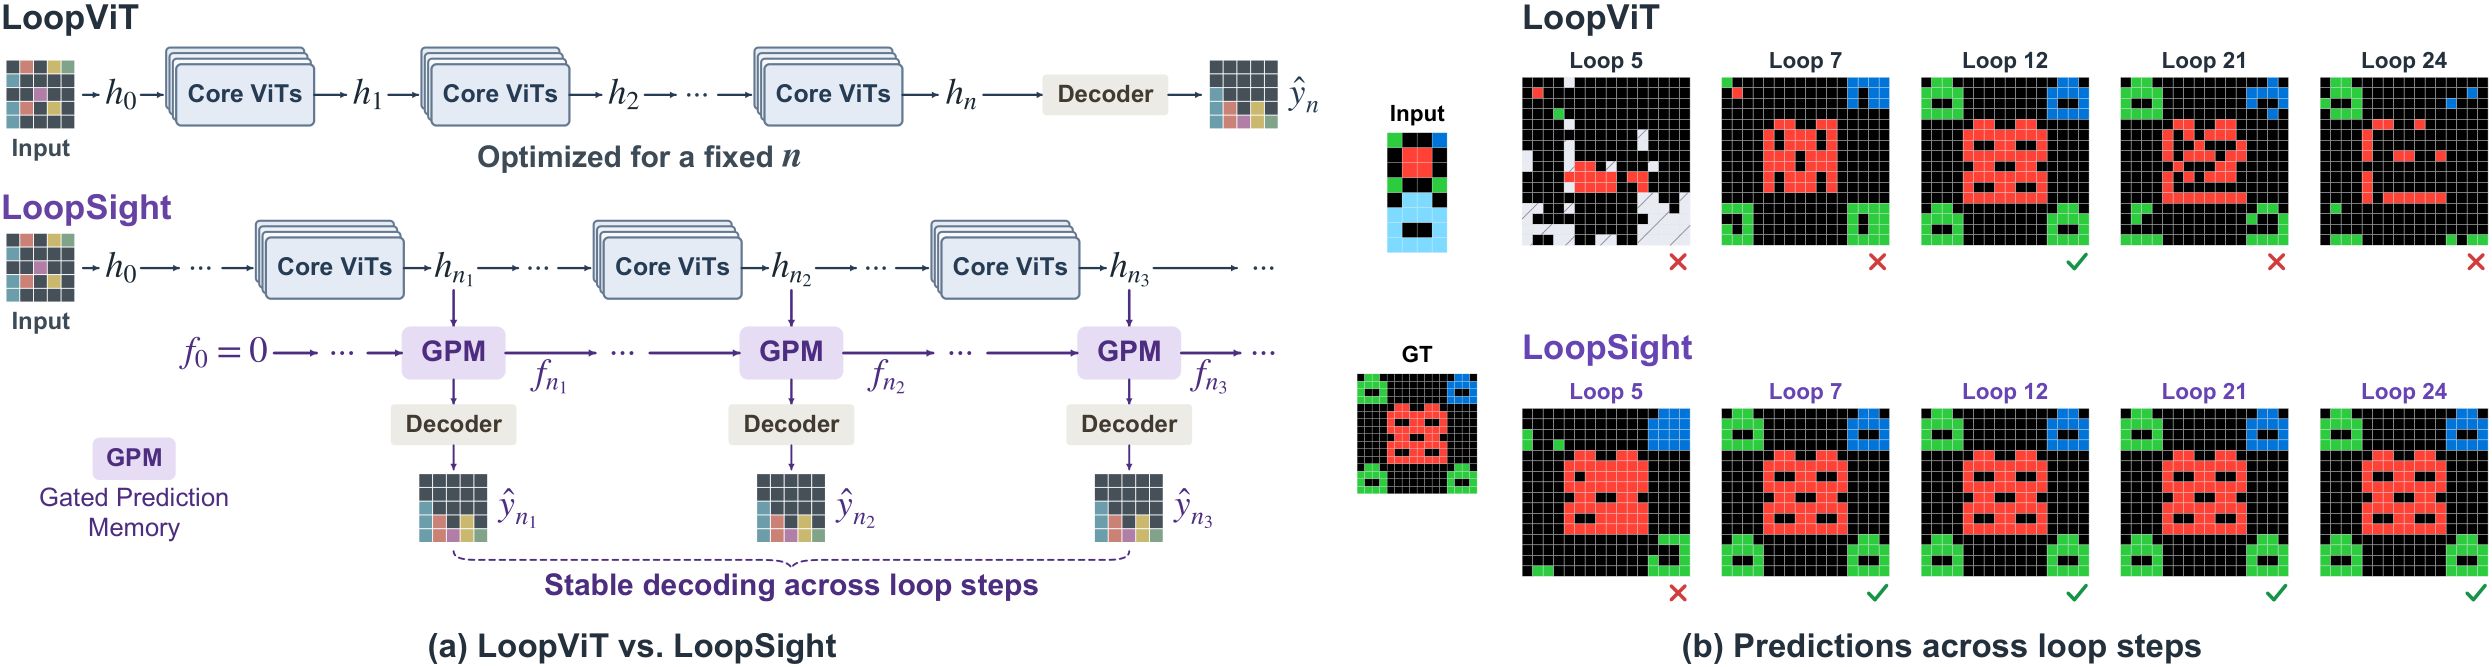 LoopViT
h0
Core ViTs
h1
Core ViTs
h2
...
Core ViTs
hn
Decoder
ŷn
Input
Optimized for a fixed n
LoopSight
h0
...
Core ViTs
hn1
...
Core ViTs
hn2
...
Core ViTs
hn3
...
Input
f0 = 0
...
GPM
fn1
...
GPM
fn2
...
GPM
fn3
...
Decoder
Decoder
Decoder
GPM
Gated Prediction
Memory
ŷn1
ŷn2
ŷn3
Stable decoding across loop steps
(a) LoopViT vs. LoopSight
Input
GT
LoopViT
Loop 5
Loop 7
Loop 12
Loop 21
Loop 24
LoopSight
Loop 5
Loop 7
Loop 12
Loop 21
Loop 24
(b) Predictions across loop steps